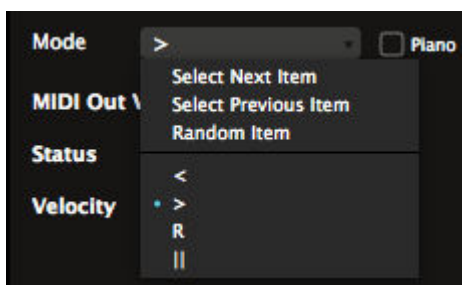 Mode > Piano
Select Next Item
MIDI Out Select Previous Item
Random Item
Status
<
Velocity • >
R
||